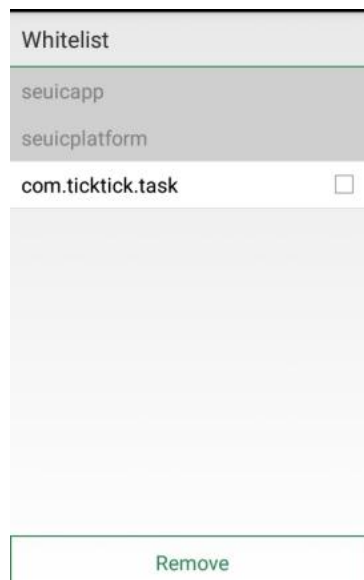 Whitelist
seuicapp
seuicplatform
com.ticktick.task
Remove